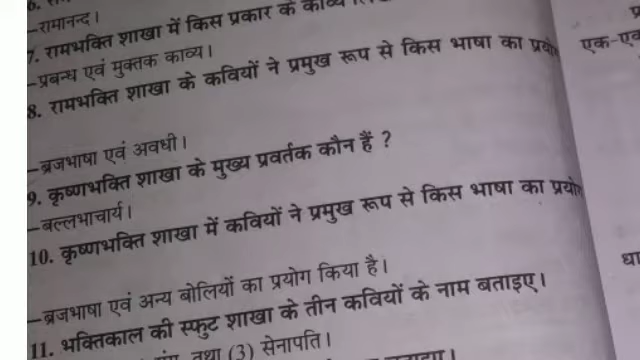 —रामानन्द।
7. रामभक्ति शाखा में किस प्रकार के काव्य
—प्रबन्ध एवं मुक्तक काव्य।
8. रामभक्ति शाखा के कवियों ने प्रमुख रूप से किस भाषा का
एक-एक
—ब्रजभाषा एवं अवधी।
9. कृष्णभक्ति शाखा के मुख्य प्रवर्तक कौन हैं ?
—बल्लभाचार्य।
10. कृष्णभक्ति शाखा में कवियों ने प्रमुख रूप से किस भाषा का
—ब्रजभाषा एवं अन्य बोलियों का प्रयोग किया है।
11. भक्तिकाल की स्फुट शाखा के तीन कवियों के नाम बताइए।
तथा (3) सेनापति।